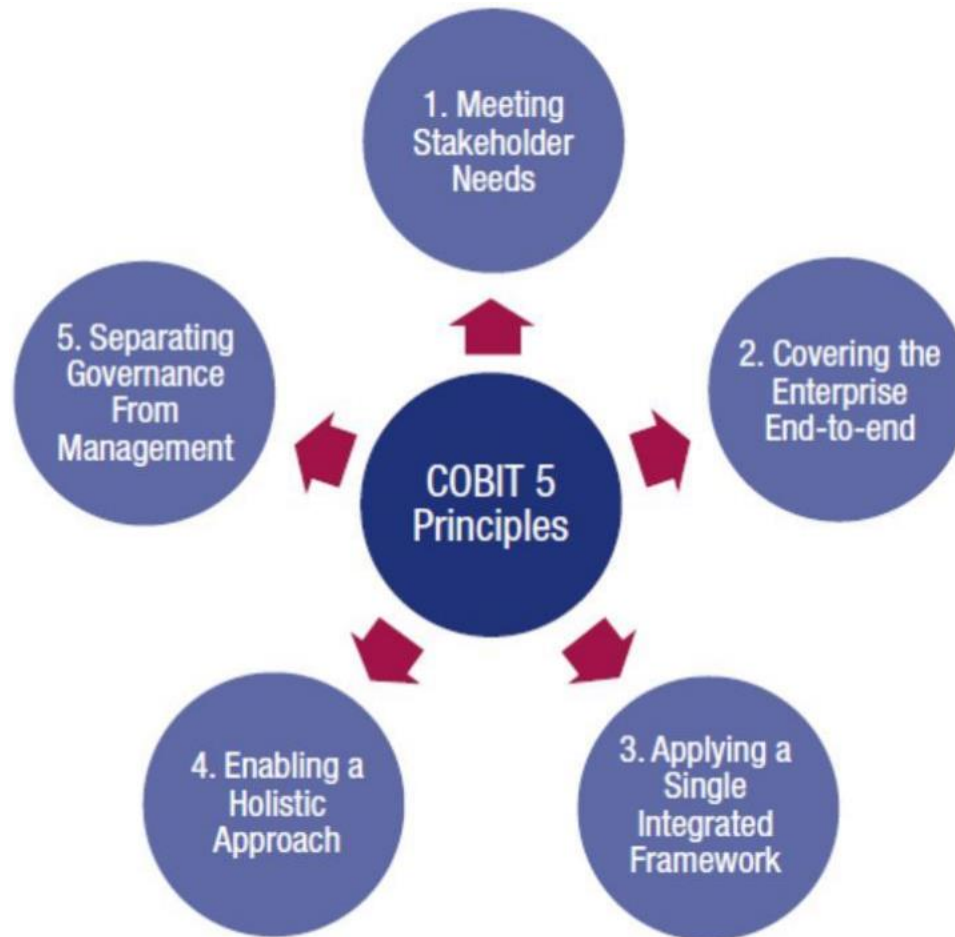 1. Meeting
Stakeholder
Needs
2. Covering the
Enterprise
End-to-end
3. Applying a
Single
Integrated
Framework
4. Enabling a
Holistic
Approach
5. Separating
Governance
From
Management
COBIT 5
Principles